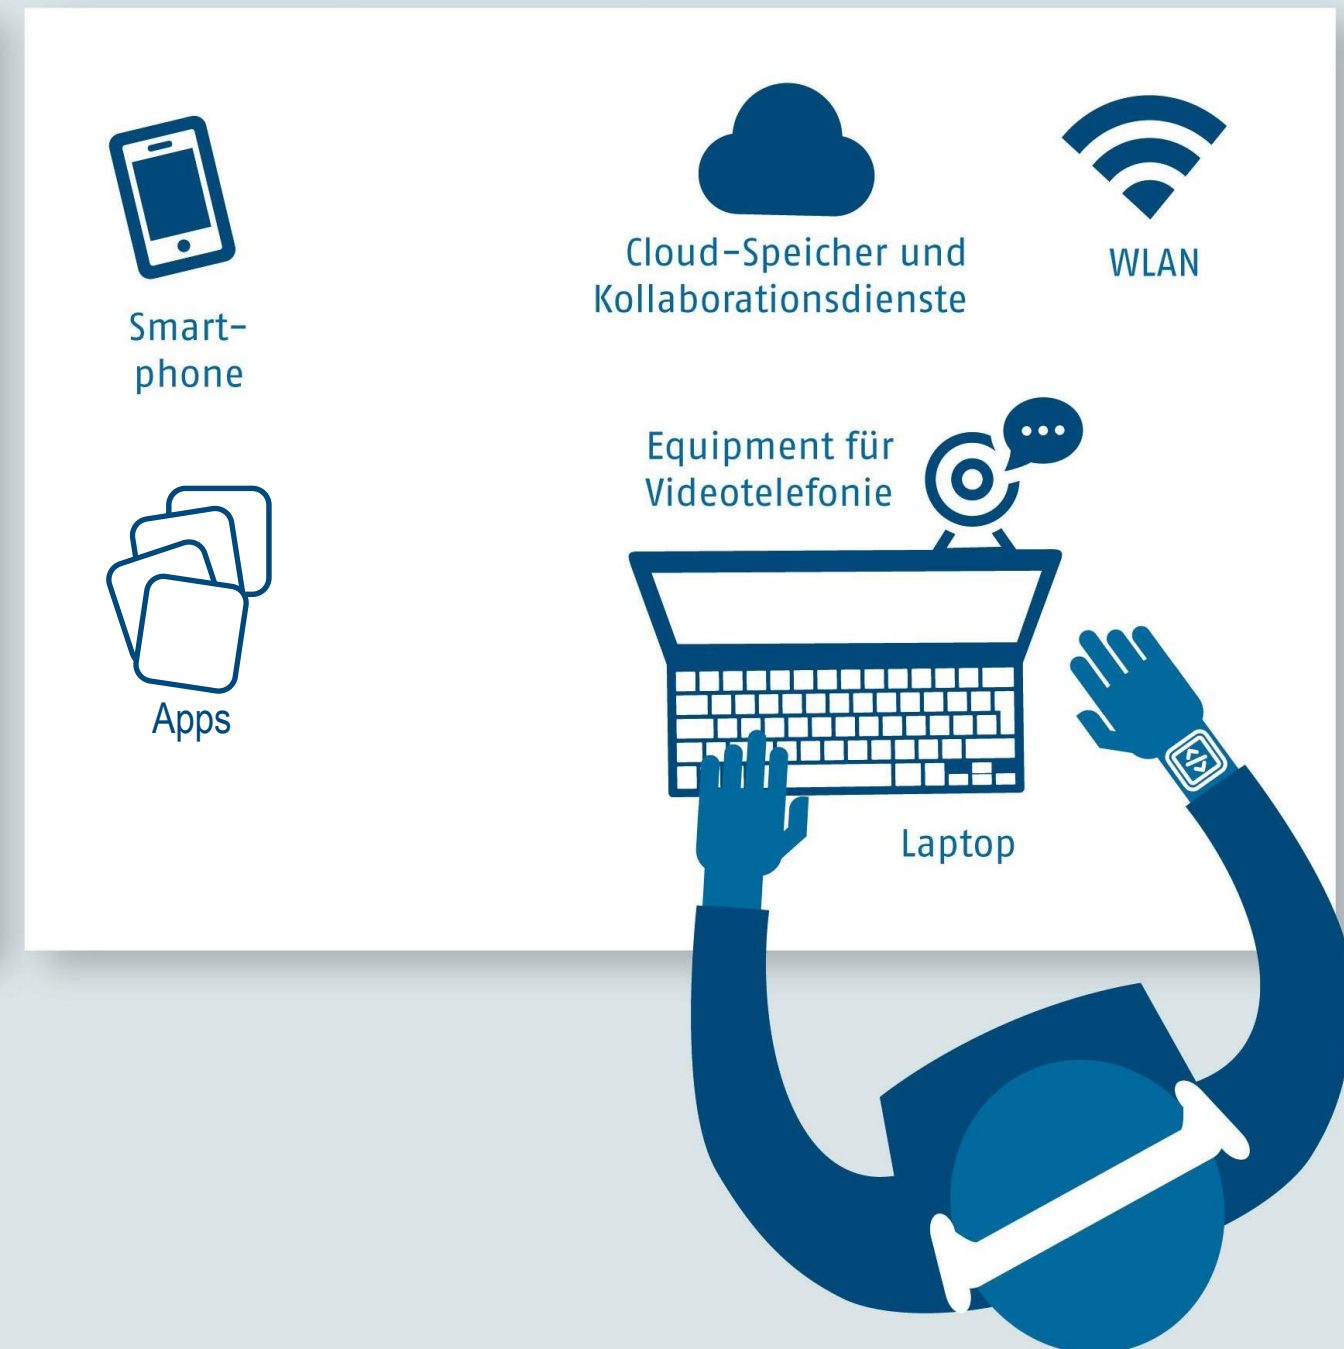 Smart-
phone
Cloud-Speicher und
Kollaborationsdienste
WLAN
Equipment für
Videotelefonie
Apps
Laptop